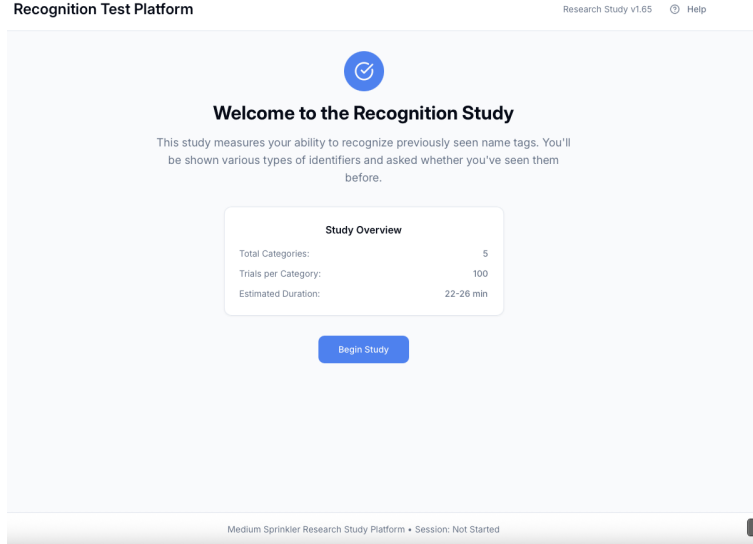 Recognition Test Platform
Research Study v1.65
Help
Welcome to the Recognition Study
This study measures your ability to recognize previously seen name tags. You'll
be shown various types of identifiers and asked whether you've seen them
before.
Study Overview
Total Categories: 5
Trials per Category: 100
Estimated Duration: 22-26 min
Begin Study
Medium Sprinkler Research Study Platform • Session: Not Started